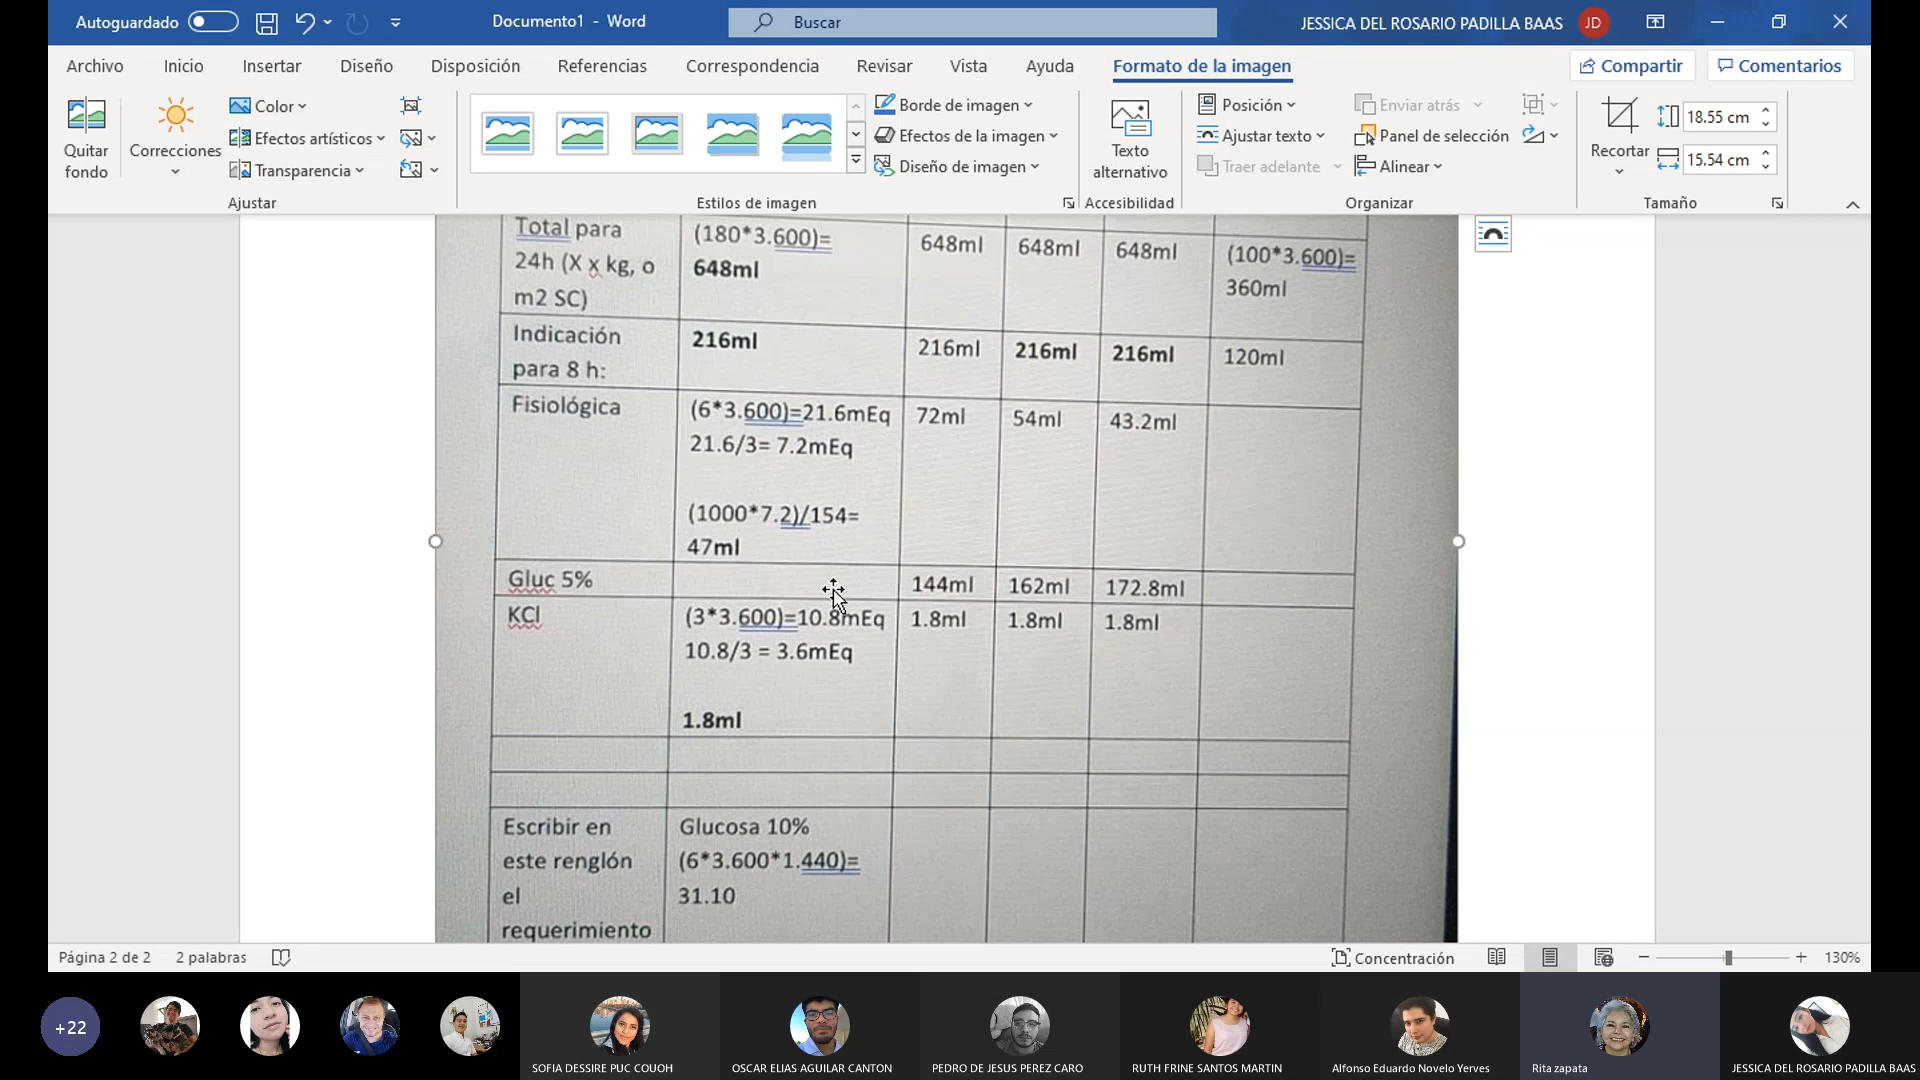 Autoguardado
Documento1 - Word
Buscar
JESSICA DEL ROSARIO PADILLA BAAS
JD
Archivo
Inicio
Insertar
Diseño
Disposición
Referencias
Correspondencia
Revisar
Vista
Ayuda
Formato de la imagen
Compartir
Comentarios
Quitar
fondo
Correcciones
Color
Efectos artísticos
Transparencia
Ajustar
Estilos de imagen
Borde de imagen
Efectos de la imagen
Diseño de imagen
Texto
alternativo
Accesibilidad
Posición
Ajustar texto
Traer adelante
Enviar atrás
Panel de selección
Alinear
Organizar
Recortar
18.55 cm
15.54 cm
Tamaño
Total para
24h (X x kg, o
m2 SC)
(180*3.600)=
648ml
648ml
648ml
648ml
(100*3.600)=
360ml
Indicación
para 8 h:
216ml
216ml
216ml
216ml
120ml
Fisiológica
(6*3.600)=21.6mEq
21.6/3= 7.2mEq
(1000*7.2)/154=
47ml
72ml
54ml
43.2ml
Gluc 5%
144ml
162ml
172.8ml
KCl
(3*3.600)=10.8mEq
10.8/3 = 3.6mEq
1.8ml
1.8ml
1.8ml
1.8ml
Escribir en
este renglón
el
requerimiento
Glucosa 10%
(6*3.600*1.440)=
31.10
Página 2 de 2
2 palabras
Concentración
130%
+22
SOFIA DESSIRE PUC COUOH
OSCAR ELIAS AGUILAR CANTON
PEDRO DE JESUS PEREZ CARO
RUTH FRINE SANTOS MARTIN
Alfonso Eduardo Novelo Yerves
Rita zapata
JESSICA DEL ROSARIO PADILLA BAAS